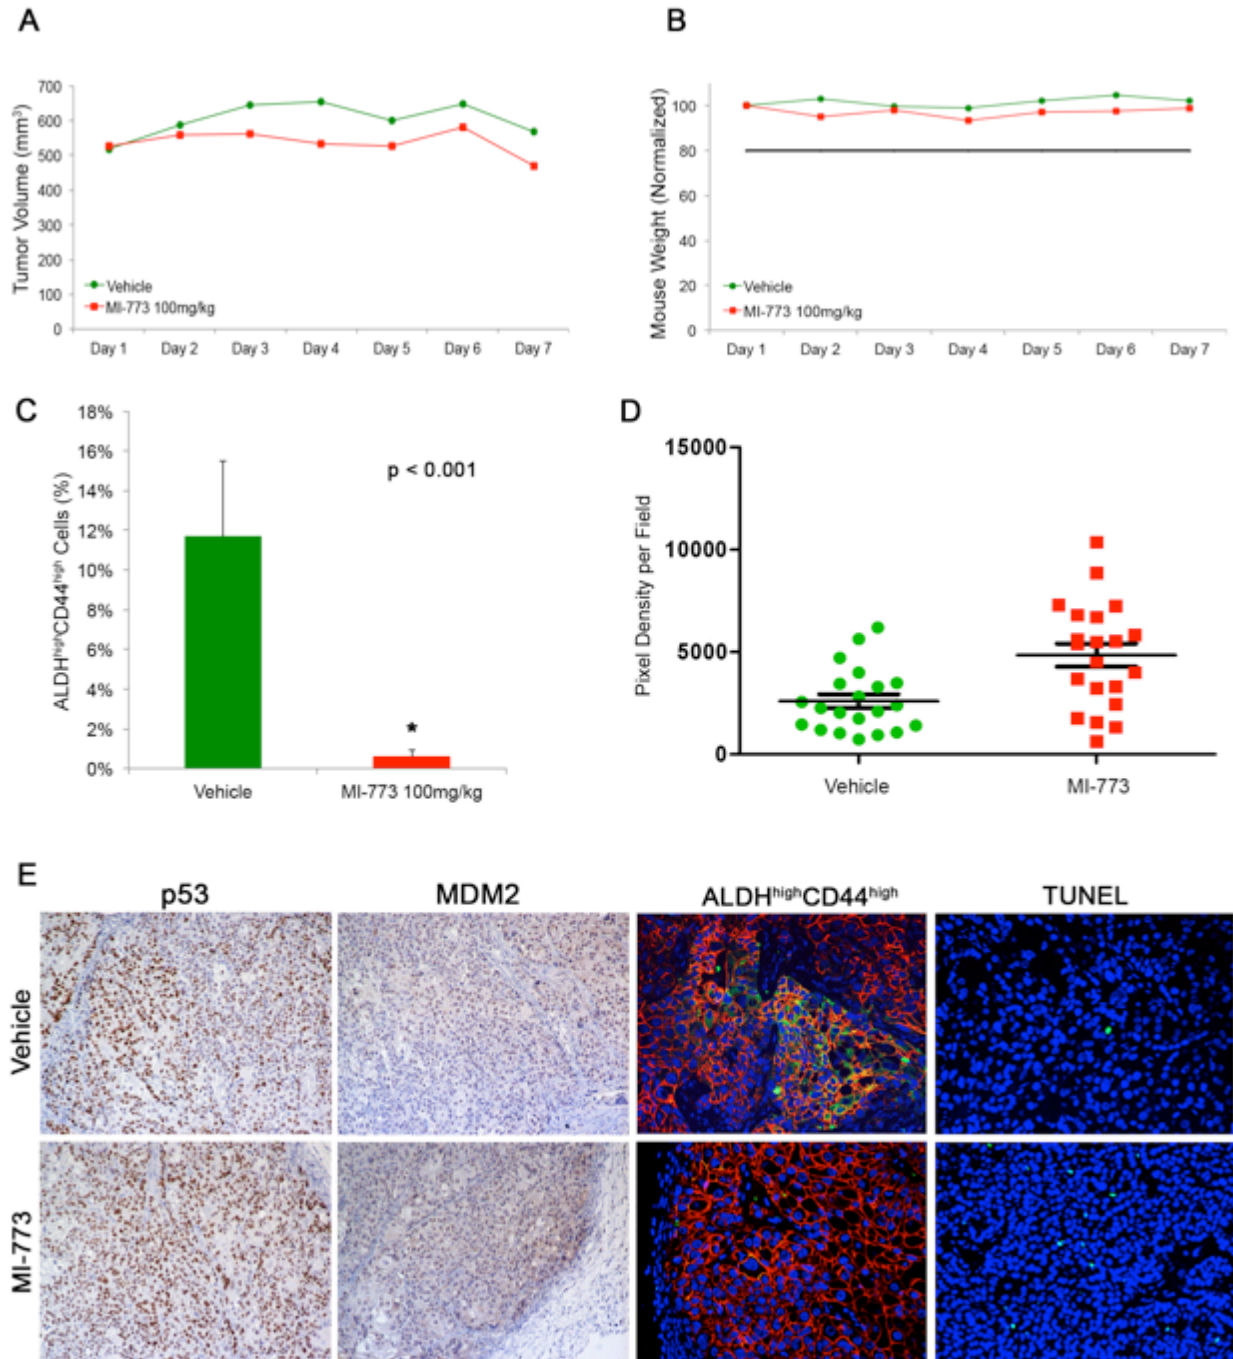 A
B
Tumor Volume (mm³)
700
600
500
400
300
200
100
0
Vehicle
MI-773 100mg/kg
Day 1 Day 2 Day 3 Day 4 Day 5 Day 6 Day 7
Mouse Weight (Normalized)
100
80
60
40
20
0
Vehicle
MI-773 100mg/kg
Day 1 Day 2 Day 3 Day 4 Day 5 Day 6 Day 7
C
ALDHʰⁱᵍʰCD44ʰⁱᵍʰ Cells (%)
18%
16%
14%
12%
10%
8%
6%
4%
2%
0%
p < 0.001
*
Vehicle MI-773 100mg/kg
D
Pixel Density per Field
15000
10000
5000
0
Vehicle MI-773
E
p53 MDM2 ALDHʰⁱᵍʰCD44ʰⁱᵍʰ TUNEL
Vehicle
MI-773